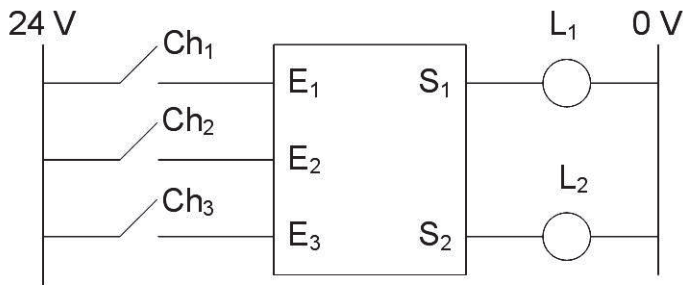 24 V
L₁
0 V
Ch₁
E₁
S₁
Ch₂
E₂
L₂
Ch₃
E₃
S₂